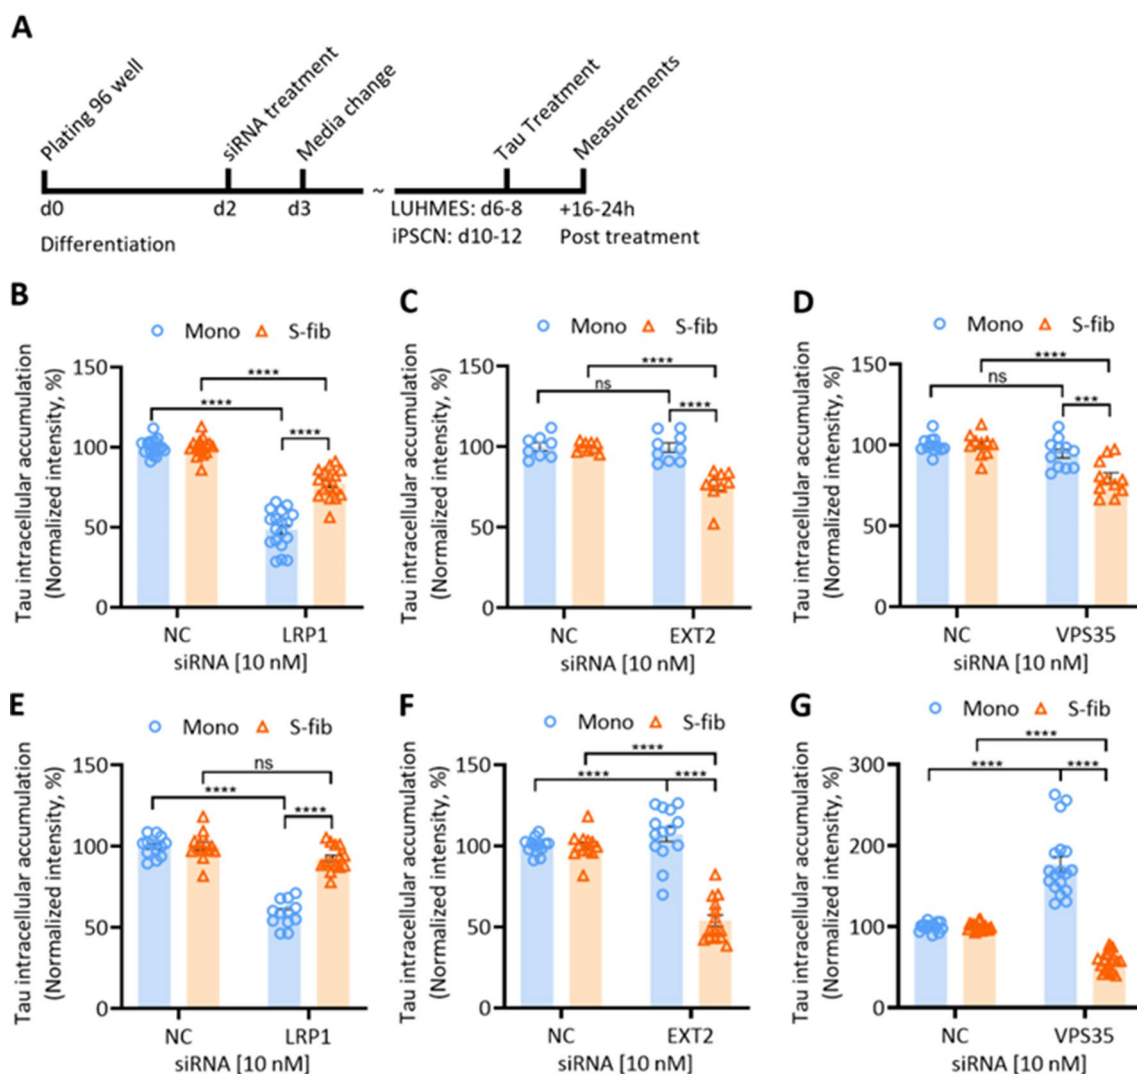 A
Plating 96 well
siRNA treatment
Media change
Tau Treatment
Measurements
d0
d2
d3
~
LUHMES: d6-8
+16-24h
Differentiation
iPSCN: d10-12
Post treatment
B
Mono
S-fib
Tau intracellular accumulation
(Normalized intensity, %)
150
100
50
0
****
****
****
NC
LRP1
siRNA [10 nM]
C
Mono
S-fib
Tau intracellular accumulation
(Normalized intensity, %)
150
100
50
0
****
ns
****
NC
EXT2
siRNA [10 nM]
D
Mono
S-fib
Tau intracellular accumulation
(Normalized intensity, %)
150
100
50
0
****
ns
***
NC
VPS35
siRNA [10 nM]
E
Mono
S-fib
Tau intracellular accumulation
(Normalized intensity, %)
150
100
50
0
ns
****
****
NC
LRP1
siRNA [10 nM]
F
Mono
S-fib
Tau intracellular accumulation
(Normalized intensity, %)
150
100
50
0
****
****
****
NC
EXT2
siRNA [10 nM]
G
Mono
S-fib
Tau intracellular accumulation
(Normalized intensity, %)
300
200
100
0
****
****
****
NC
VPS35
siRNA [10 nM]